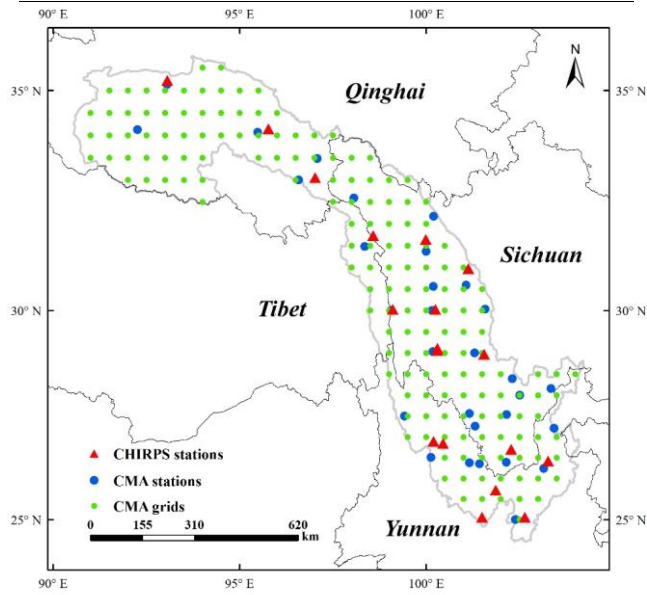 90° E 95° E 100° E
N
35° N 35° N
Qinghai
Sichuan
Tibet
30° N 30° N
CHIRPS stations
CMA stations
CMA grids
0 155 310 620
km
Yunnan
25° N 25° N
90° E 95° E 100° E